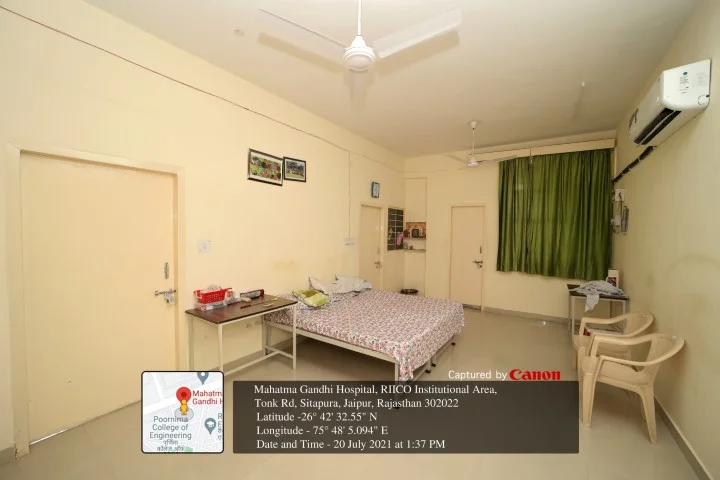 Captured by Canon
Mahatma Gandhi Hospital, RIICO Institutional Area,
Tonk Rd, Sitapura, Jaipur, Rajasthan 302022
Latitude -26° 42' 32.55" N
Longitude - 75° 48' 5.094" E
Date and Time - 20 July 2021 at 1:37 PM
Mahatm
Gandhi H
Poornima
College of
Engineering